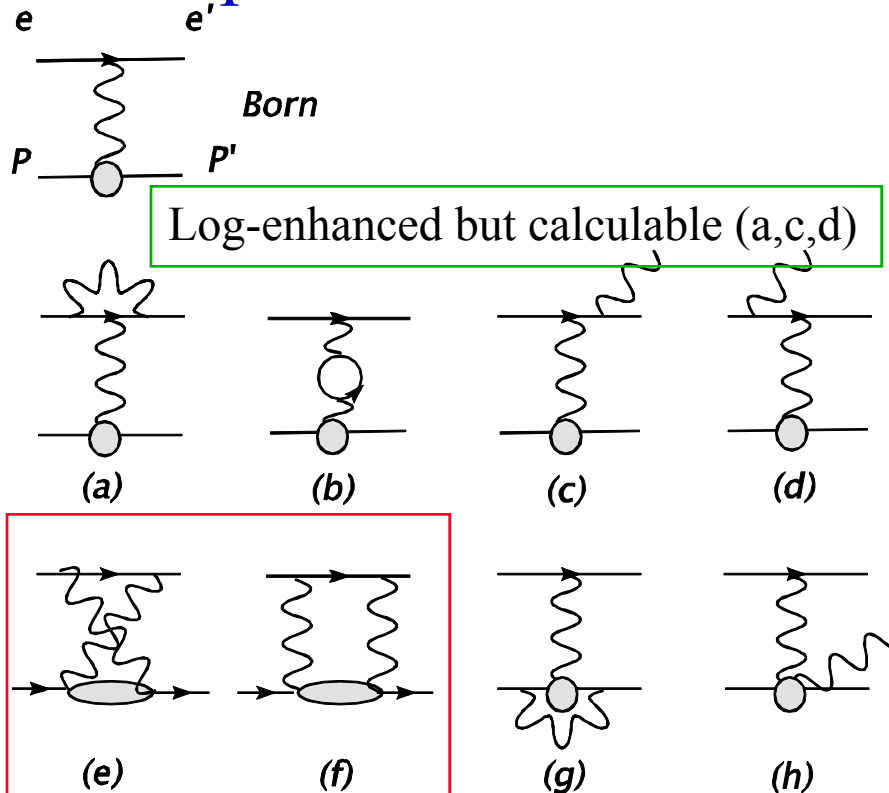 e e'
Born
P P'
Log-enhanced but calculable (a,c,d)
(a) (b) (c) (d)
(e) (f) (g) (h)